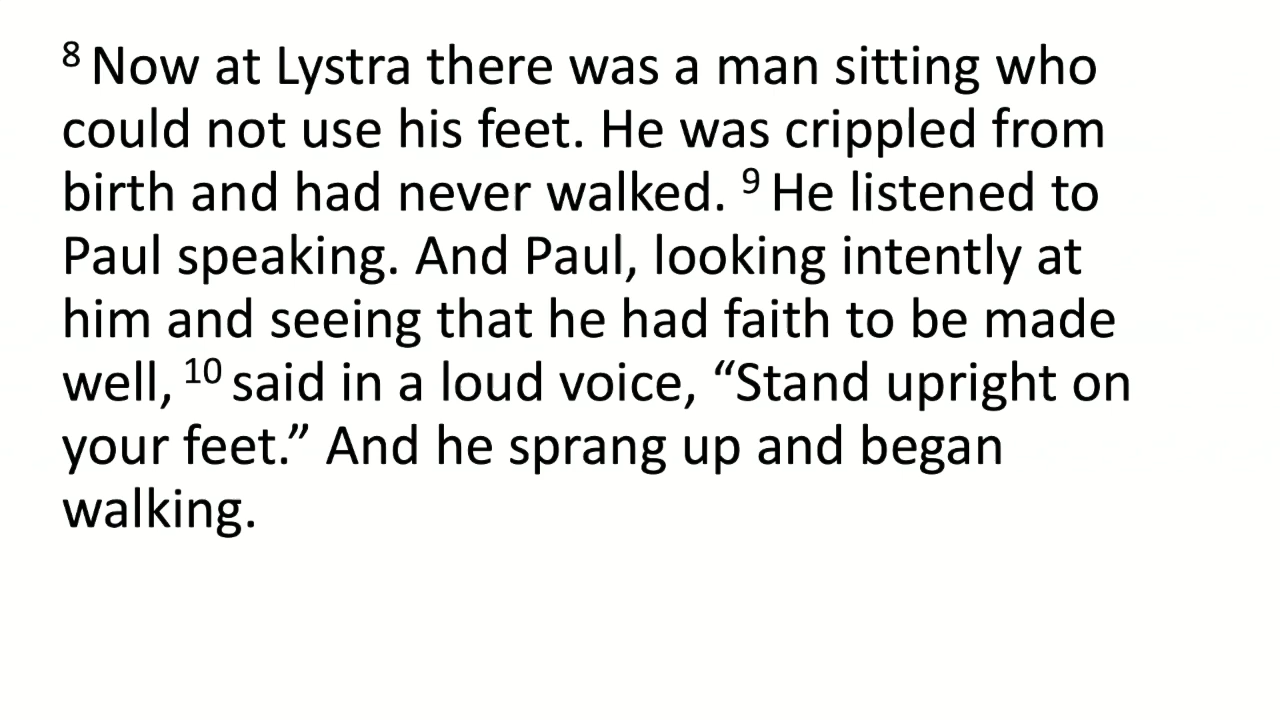 8 Now at Lystra there was a man sitting who
could not use his feet. He was crippled from
birth and had never walked. 9 He listened to
Paul speaking. And Paul, looking intently at
him and seeing that he had faith to be made
well, 10 said in a loud voice, “Stand upright on
your feet.” And he sprang up and began
walking.